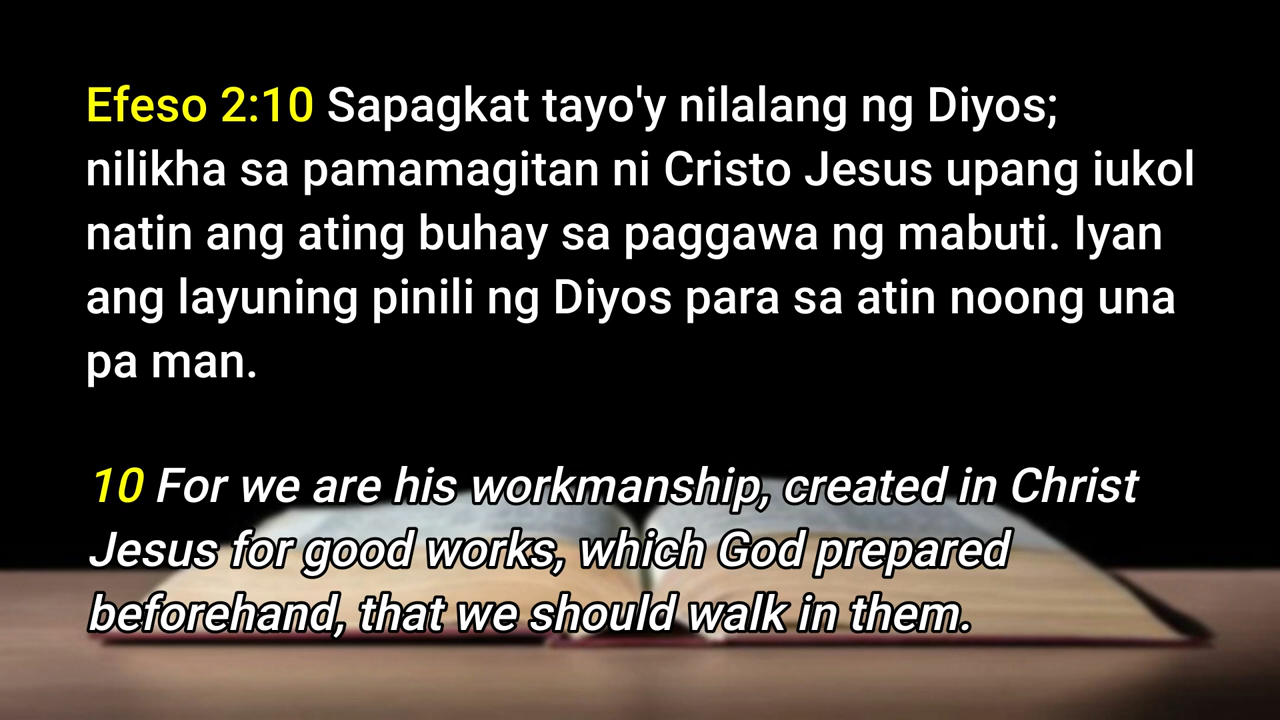 Efeso 2:10 Sapagkat tayo'y nilalang ng Diyos;
nilikha sa pamamagitan ni Cristo Jesus upang iukol
natin ang ating buhay sa paggawa ng mabuti. Iyan
ang layuning pinili ng Diyos para sa atin noong una
pa man.
10 For we are his workmanship, created in Christ
Jesus for good works, which God prepared
beforehand, that we should walk in them.